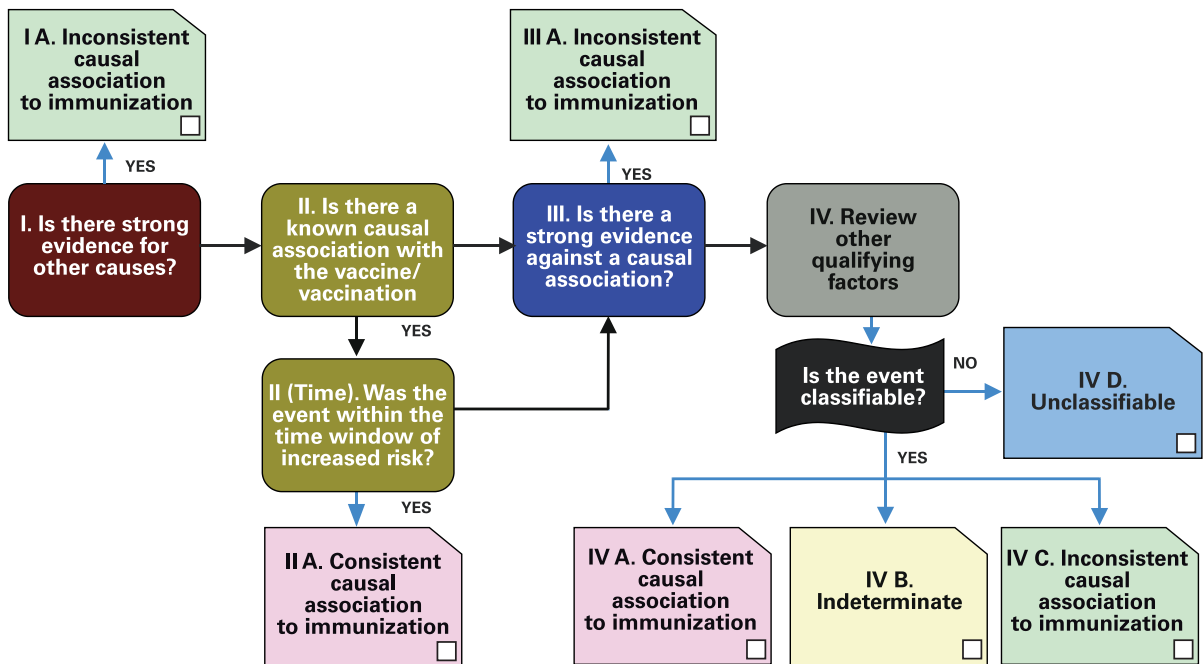 I A. Inconsistent
causal
association
to immunization
III A. Inconsistent
causal
association
to immunization
YES
YES
I. Is there strong
evidence for
other causes?
II. Is there a
known causal
association with
the vaccine/
vaccination
III. Is there a
strong evidence
against a causal
association?
IV. Review
other
qualifying
factors
YES
II (Time). Was the
event within the
time window of
increased risk?
Is the event
classifiable?
NO
IV D.
Unclassifiable
YES
YES
II A. Consistent
causal
association
to immunization
IV A. Consistent
causal
association
to immunization
IV B.
Indeterminate
IV C. Inconsistent
causal
association
to immunization